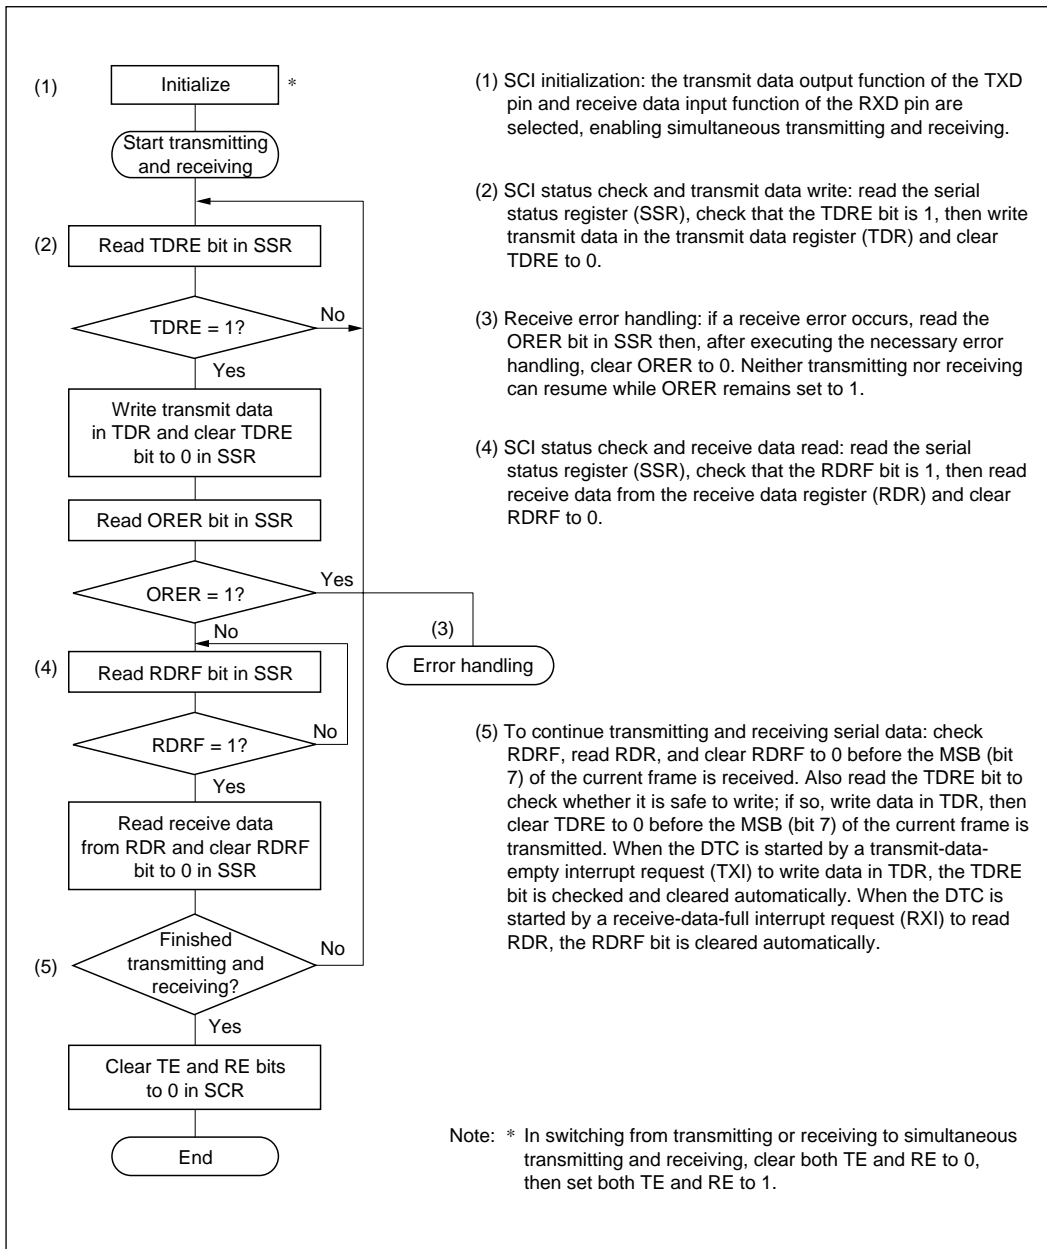 (1)
Initialize
*
Start transmitting
and receiving
(2)
Read TDRE bit in SSR
TDRE = 1?
No
Yes
Write transmit data
in TDR and clear TDRE
bit to 0 in SSR
Read ORER bit in SSR
ORER = 1?
Yes
No
(3)
Error handling
(4)
Read RDRF bit in SSR
RDRF = 1?
No
Yes
Read receive data
from RDR and clear RDRF
bit to 0 in SSR
(5)
Finished
transmitting and
receiving?
No
Yes
Clear TE and RE bits
to 0 in SCR
End
(1) SCI initialization: the transmit data output function of the TXD
pin and receive data input function of the RXD pin are
selected, enabling simultaneous transmitting and receiving.
(2) SCI status check and transmit data write: read the serial
status register (SSR), check that the TDRE bit is 1, then write
transmit data in the transmit data register (TDR) and clear
TDRE to 0.
(3) Receive error handling: if a receive error occurs, read the
ORER bit in SSR then, after executing the necessary error
handling, clear ORER to 0. Neither transmitting nor receiving
can resume while ORER remains set to 1.
(4) SCI status check and receive data read: read the serial
status register (SSR), check that the RDRF bit is 1, then read
receive data from the receive data register (RDR) and clear
RDRF to 0.
(5) To continue transmitting and receiving serial data: check
RDRF, read RDR, and clear RDRF to 0 before the MSB (bit
7) of the current frame is received. Also read the TDRE bit to
check whether it is safe to write; if so, write data in TDR, then
clear TDRE to 0 before the MSB (bit 7) of the current frame is
transmitted. When the DTC is started by a transmit-data-
empty interrupt request (TXI) to write data in TDR, the TDRE
bit is checked and cleared automatically. When the DTC is
started by a receive-data-full interrupt request (RXI) to read
RDR, the RDRF bit is cleared automatically.
Note: * In switching from transmitting or receiving to simultaneous
transmitting and receiving, clear both TE and RE to 0,
then set both TE and RE to 1.